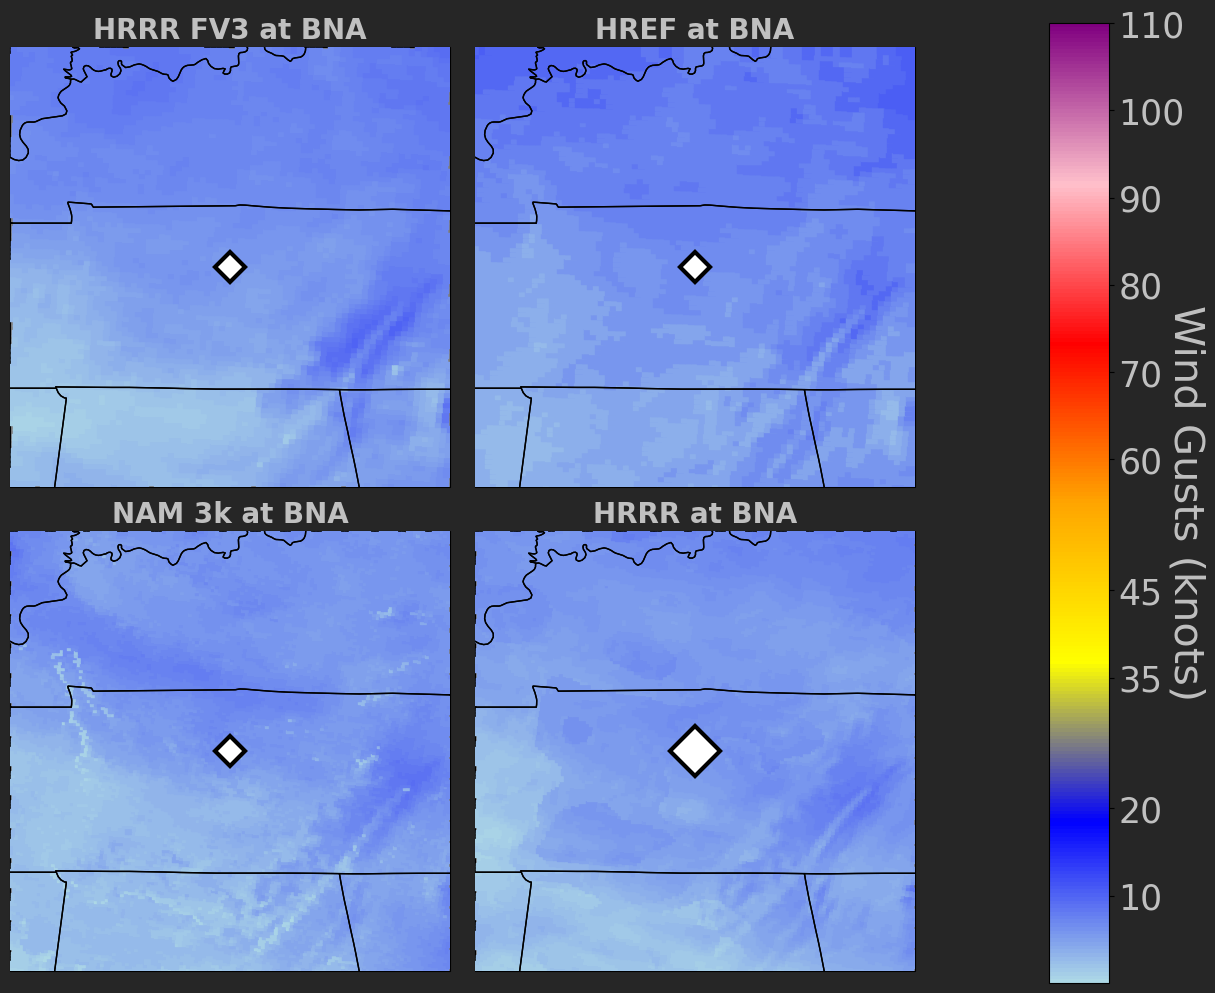 HRRR FV3 at BNA
HREF at BNA
NAM 3k at BNA
HRRR at BNA
110
100
90
80
70
60
45
35
20
10
Wind Gusts (knots)